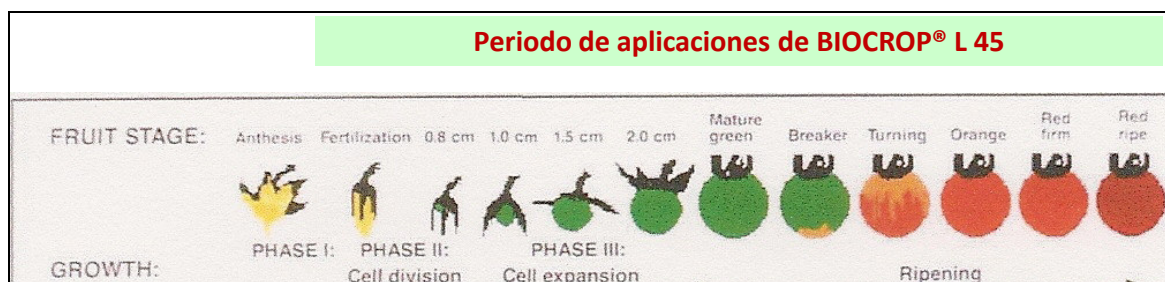 Periodo de aplicaciones de BIOCROP® L 45
FRUIT STAGE: Anthesis Fertilization 0.8 cm 1.0 cm 1.5 cm 2.0 cm Mature green Breaker Turning Orange Red firm Red ripe
PHASE I: PHASE II: PHASE III:
GROWTH: Cell division Cell expansion Ripening